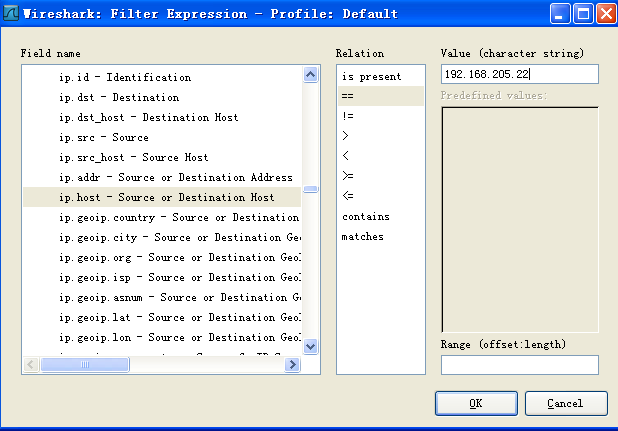 Wireshark: Filter Expression - Profile: Default
Field name
ip.id - Identification
ip.dst - Destination
ip.dst_host - Destination Host
ip.src - Source
ip.src_host - Source Host
ip.addr - Source or Destination Address
ip.host - Source or Destination Host
ip.geoip.country - Source or Destination
ip.geoip.city - Source or Destination Geo
ip.geoip.org - Source or Destination GeoI
ip.geoip.isp - Source or Destination GeoI
ip.geoip.asnum - Source or Destination G
ip.geoip.lat - Source or Destination GeoI
ip.geoip.lon - Source or Destination GeoI
Relation
is present
==
!=
>
<
>=
<=
contains
matches
Value (character string)
192.168.205.22
Predefined values:
Range (offset:length)
OK
Cancel